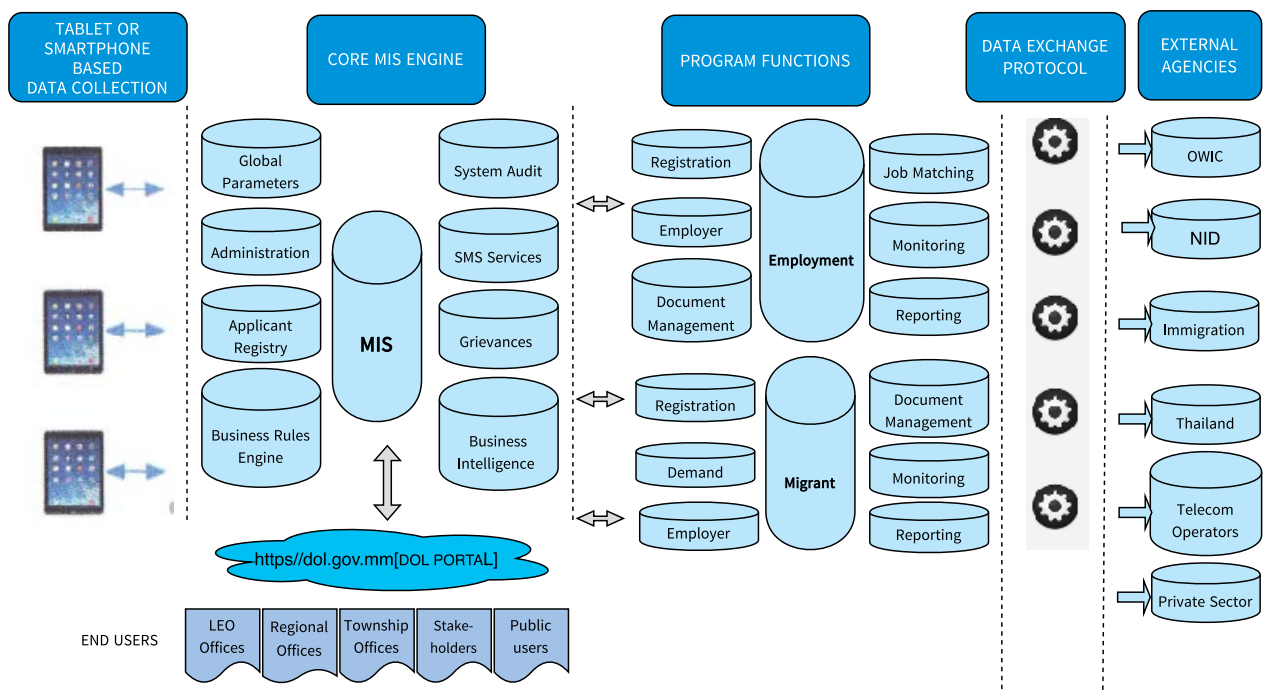 TABLET OR
SMARTPHONE
BASED
DATA COLLECTION
CORE MIS ENGINE
PROGRAM FUNCTIONS
DATA EXCHANGE
PROTOCOL
EXTERNAL
AGENCIES
Global
Parameters
Administration
Applicant
Registry
Business Rules
Engine
MIS
System Audit
SMS Services
Grievances
Business
Intelligence
Registration
Employer
Document
Management
Employment
Job Matching
Monitoring
Reporting
Registration
Demand
Employer
Migrant
Document
Management
Monitoring
Reporting
OWIC
NID
Immigration
Thailand
Telecom
Operators
Private Sector
https//dol.gov.mm[DOL PORTAL]
END USERS
LEO
Offices
Regional
Offices
Township
Offices
Stake-
holders
Public
users